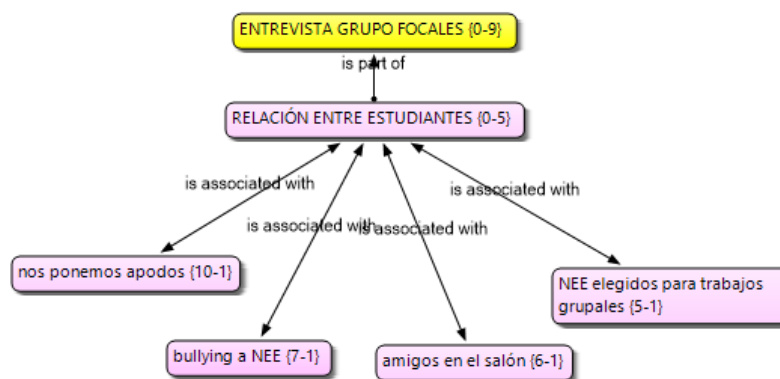 ENTREVISTA GRUPO FOCALES {0-9}
is part of
RELACIÓN ENTRE ESTUDIANTES {0-5}
is associated with
is associated with
is associated with
is associated with
nos ponemos apodos {10-1}
NEE elegidos para trabajos
grupales {5-1}
bullying a NEE {7-1}
amigos en el salón {6-1}